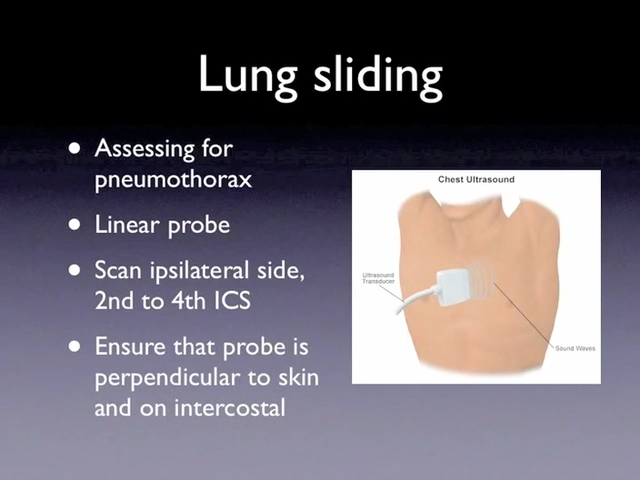 Lung sliding
• Assessing for
pneumothorax
• Linear probe
• Scan ipsilateral side,
2nd to 4th ICS
• Ensure that probe is
perpendicular to skin
and on intercostal
Chest Ultrasound
Ultrasound
Transducer
Sound Waves